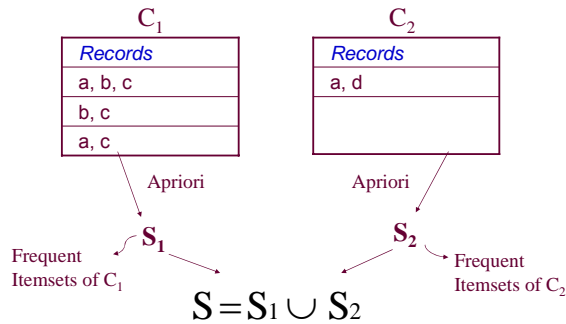 C1
C2
Records
a, b, c
b, c
a, c
Records
a, d
Apriori
Apriori
S1
S2
Frequent
Itemsets of C1
Frequent
Itemsets of C2
S = S1 ∪ S2